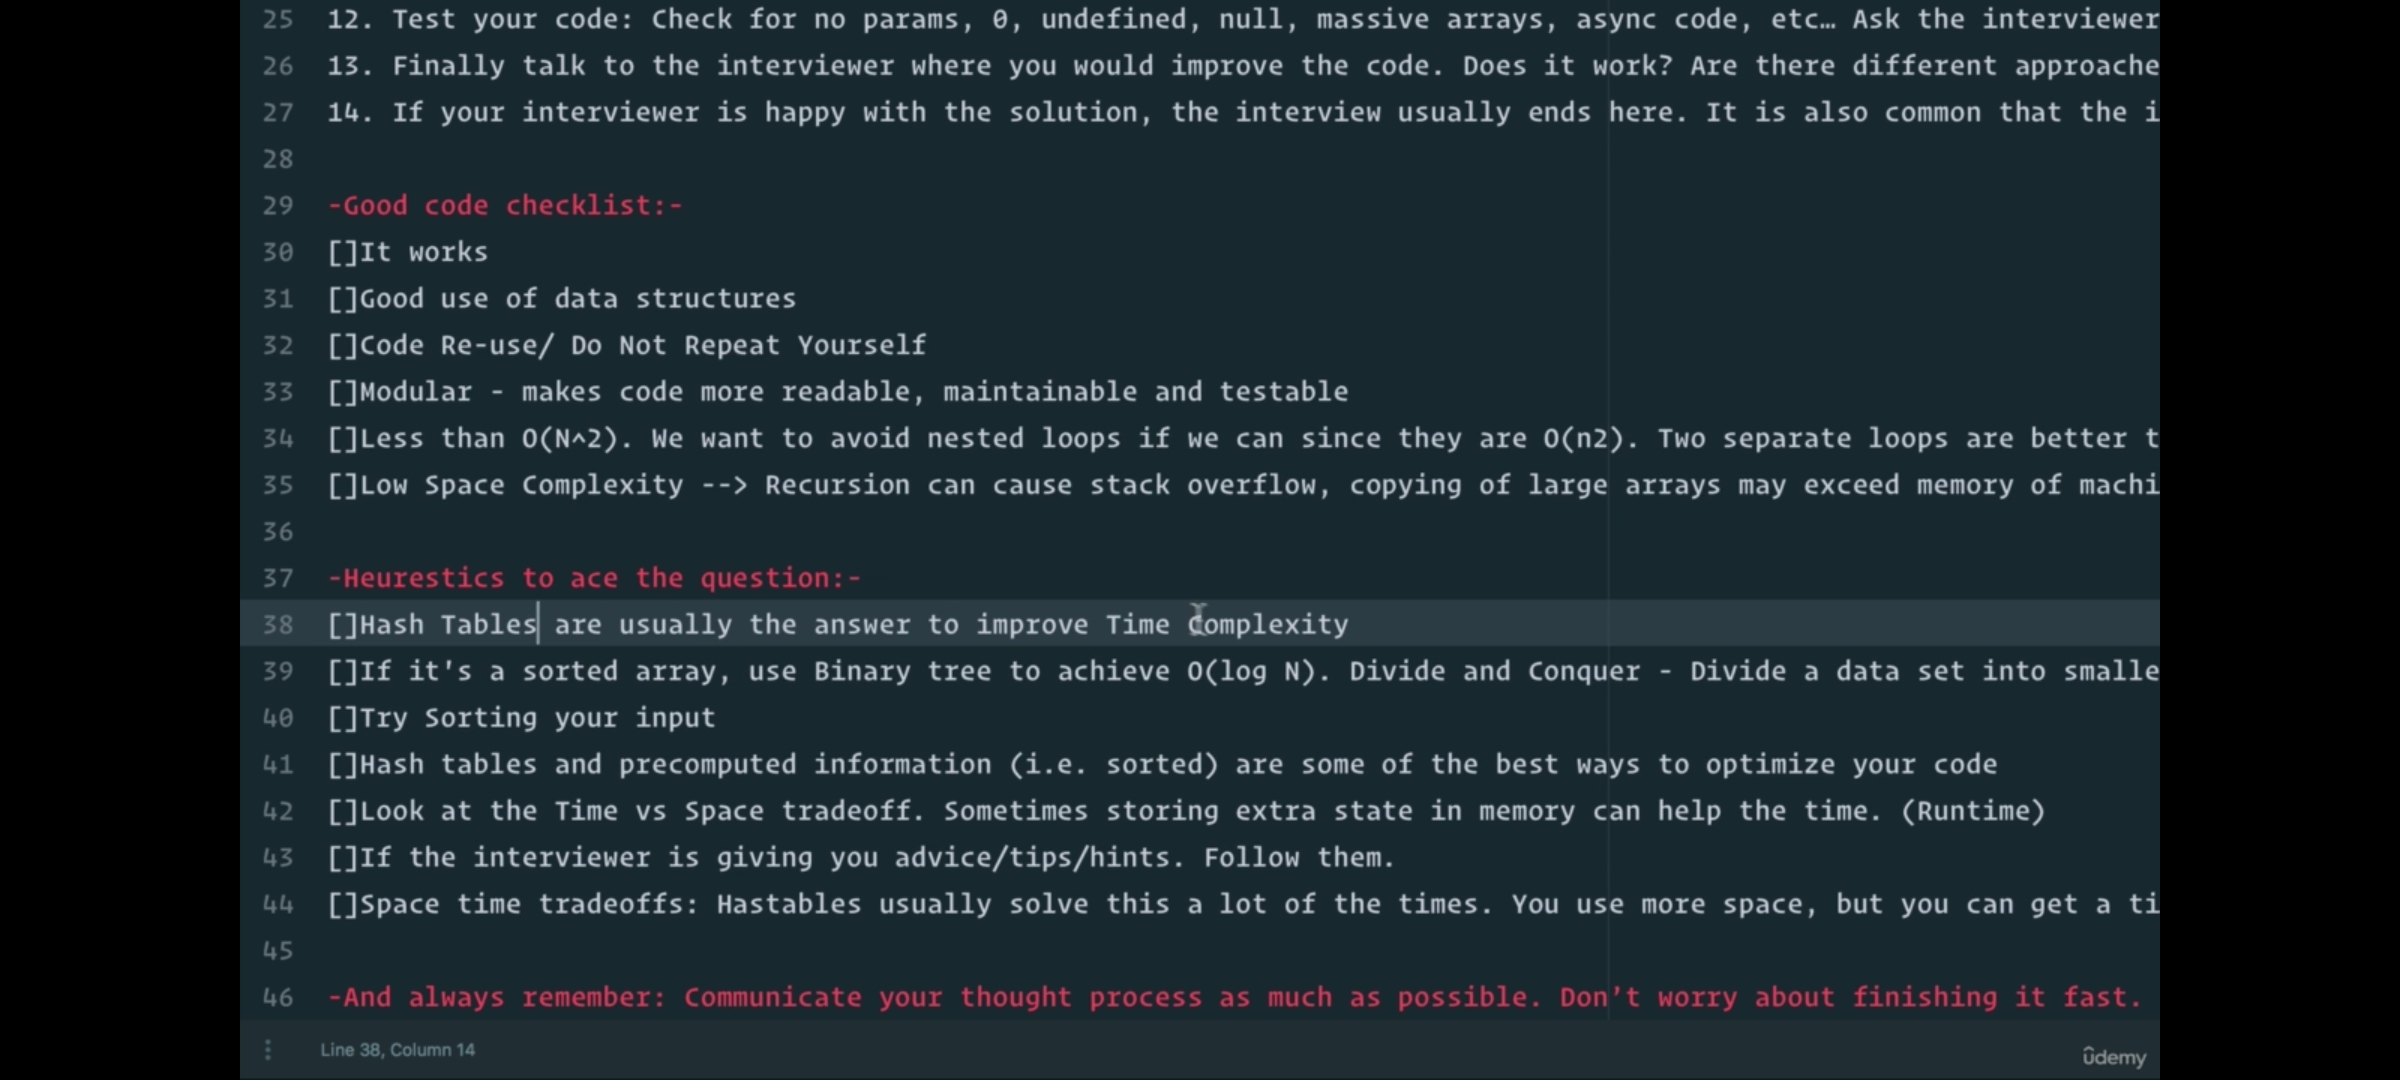 25 12. Test your code: Check for no params, 0, undefined, null, massive arrays, async code, etc… Ask the interviewer
26 13. Finally talk to the interviewer where you would improve the code. Does it work? Are there different approache
27 14. If your interviewer is happy with the solution, the interview usually ends here. It is also common that the i
28
29 -Good code checklist:-
30 []It works
31 []Good use of data structures
32 []Code Re-use/ Do Not Repeat Yourself
33 []Modular - makes code more readable, maintainable and testable
34 []Less than O(N^2). We want to avoid nested loops if we can since they are O(n2). Two separate loops are better t
35 []Low Space Complexity --> Recursion can cause stack overflow, copying of large arrays may exceed memory of machi
36
37 -Heurestics to ace the question:-
38 []Hash Tables are usually the answer to improve Time Complexity
39 []If it's a sorted array, use Binary tree to achieve O(log N). Divide and Conquer - Divide a data set into smalle
40 []Try Sorting your input
41 []Hash tables and precomputed information (i.e. sorted) are some of the best ways to optimize your code
42 []Look at the Time vs Space tradeoff. Sometimes storing extra state in memory can help the time. (Runtime)
43 []If the interviewer is giving you advice/tips/hints. Follow them.
44 []Space time tradeoffs: Hastables usually solve this a lot of the times. You use more space, but you can get a ti
45
46 -And always remember: Communicate your thought process as much as possible. Don’t worry about finishing it fast.
Line 38, Column 14
ûdemy